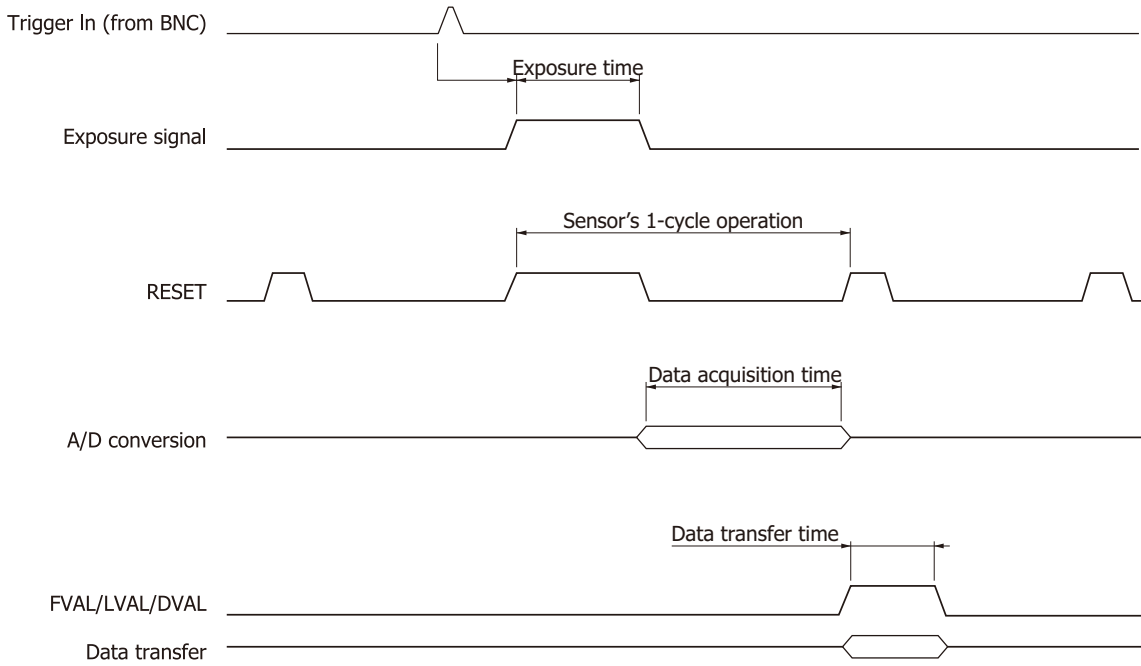 Trigger In (from BNC)
Exposure time
Exposure signal
Sensor's 1-cycle operation
RESET
Data acquisition time
A/D conversion
Data transfer time
FVAL/LVAL/DVAL
Data transfer